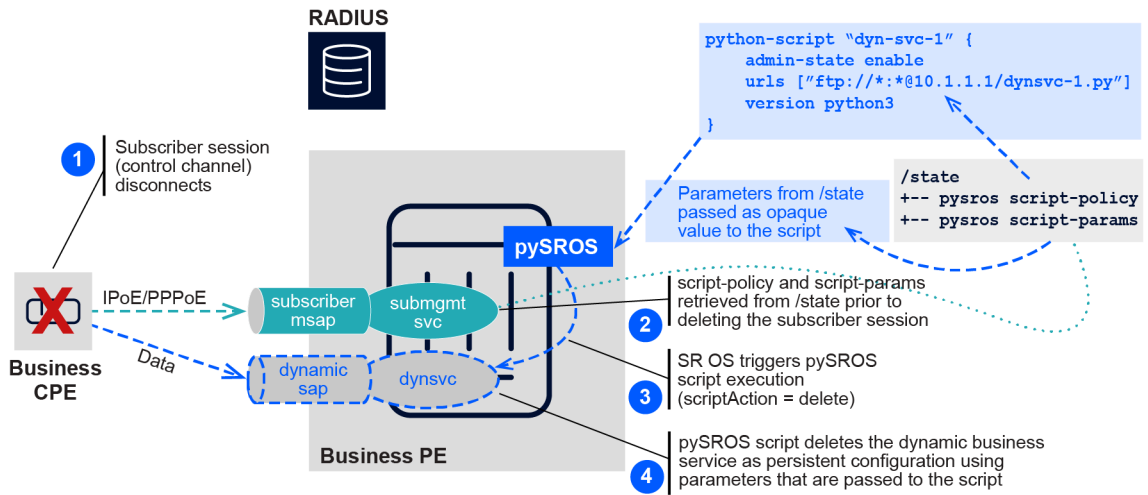 RADIUS
python-script “dyn-svc-1” {
admin-state enable
urls [”ftp://*:*@10.1.1.1/dynsvc-1.py”]
version python3
}
1
Subscriber session
(control channel)
disconnects
/state
+-- pysros script-policy
+-- pysros script-params
Parameters from /state
passed as opaque
value to the script
pySROS
IPoE/PPPoE
subscriber
msap
submgmt
svc
2
script-policy and script-params
retrieved from /state prior to
deleting the subscriber session
Business
CPE
Data
dynamic
sap
dynsvc
3
SR OS triggers pySROS
script execution
(scriptAction = delete)
Business PE
4
pySROS script deletes the dynamic business
service as persistent configuration using
parameters that are passed to the script